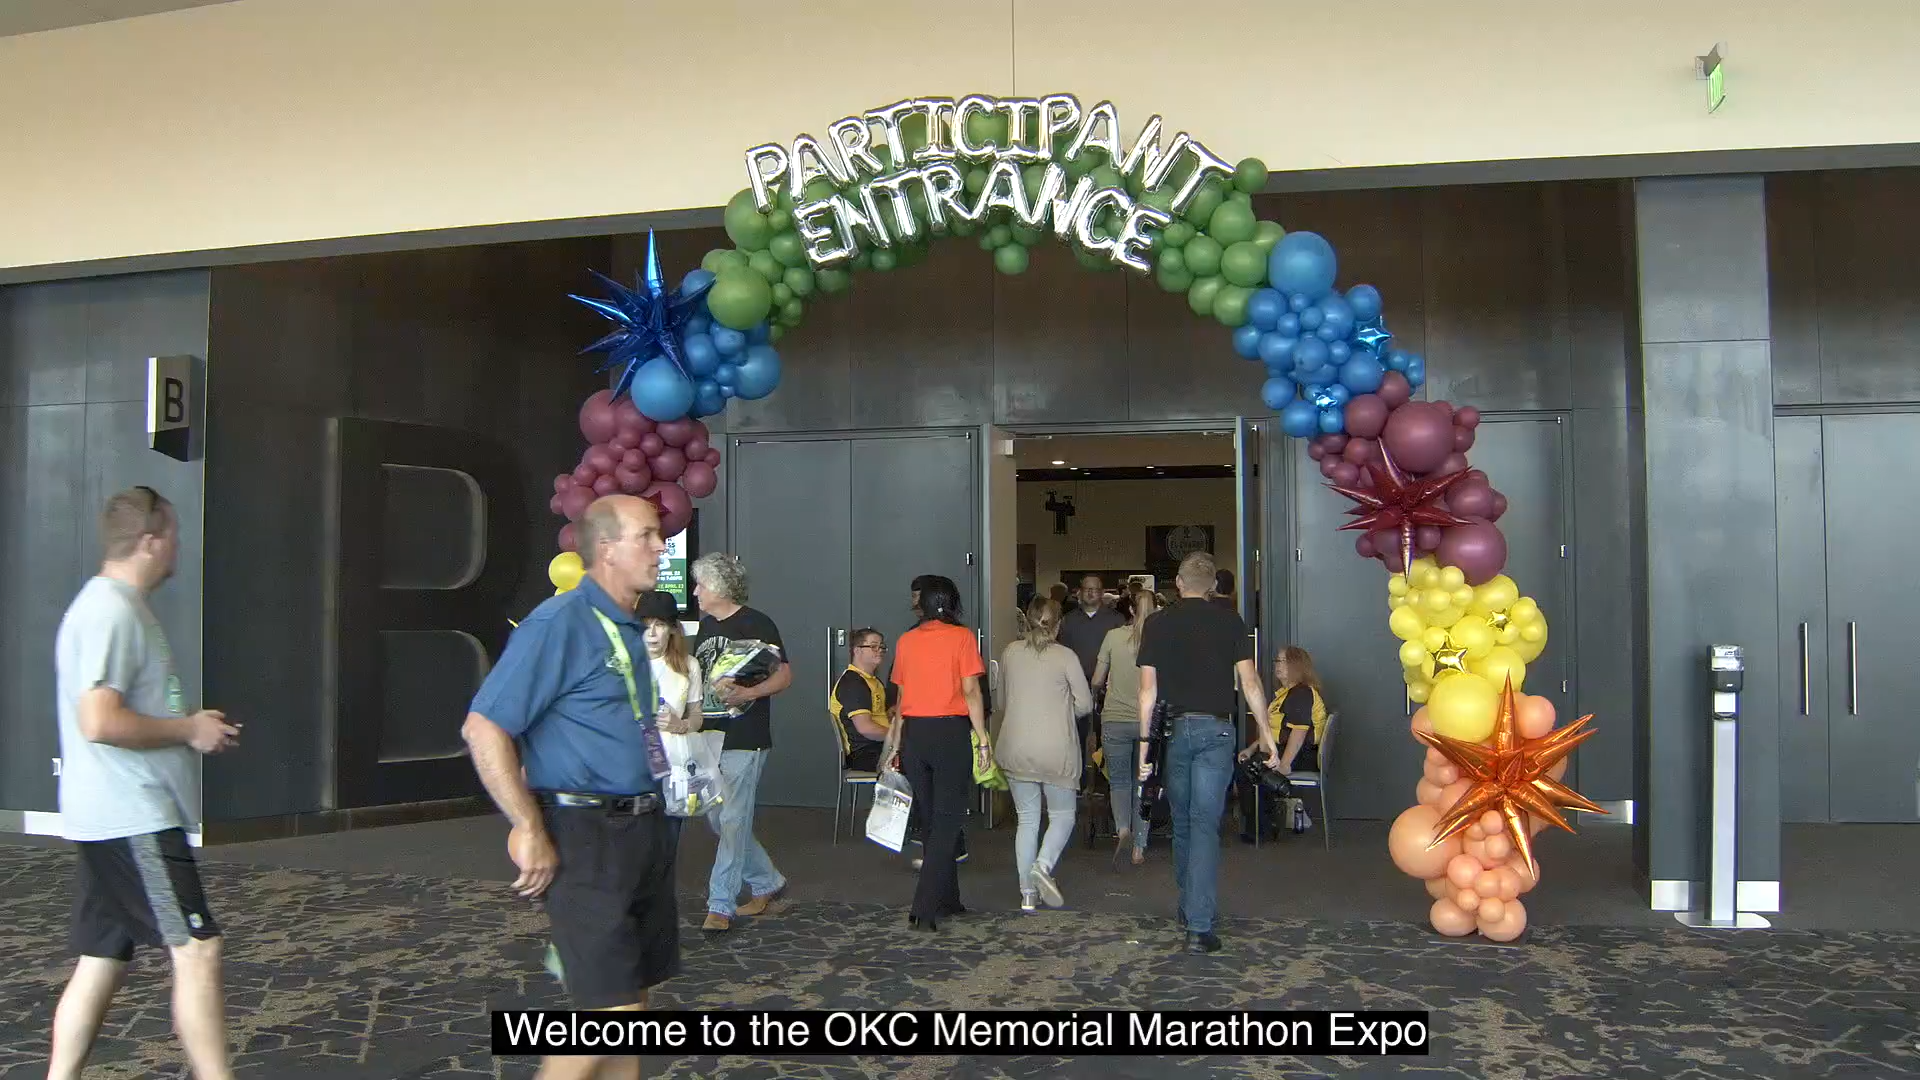 PARTICIPANT
ENTRANCE
B
B
Welcome to the OKC Memorial Marathon Expo